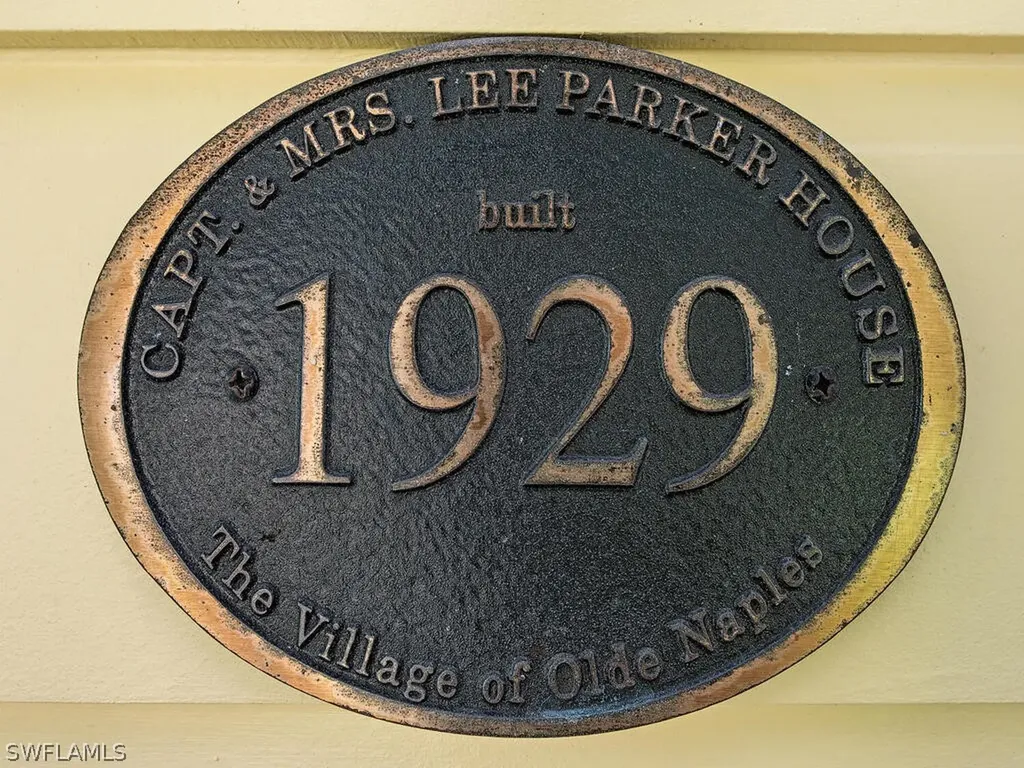 CAPT. & MRS. LEE PARKER HOUSE
built
1929
The Village of Olde Naples
SWFLAMLS